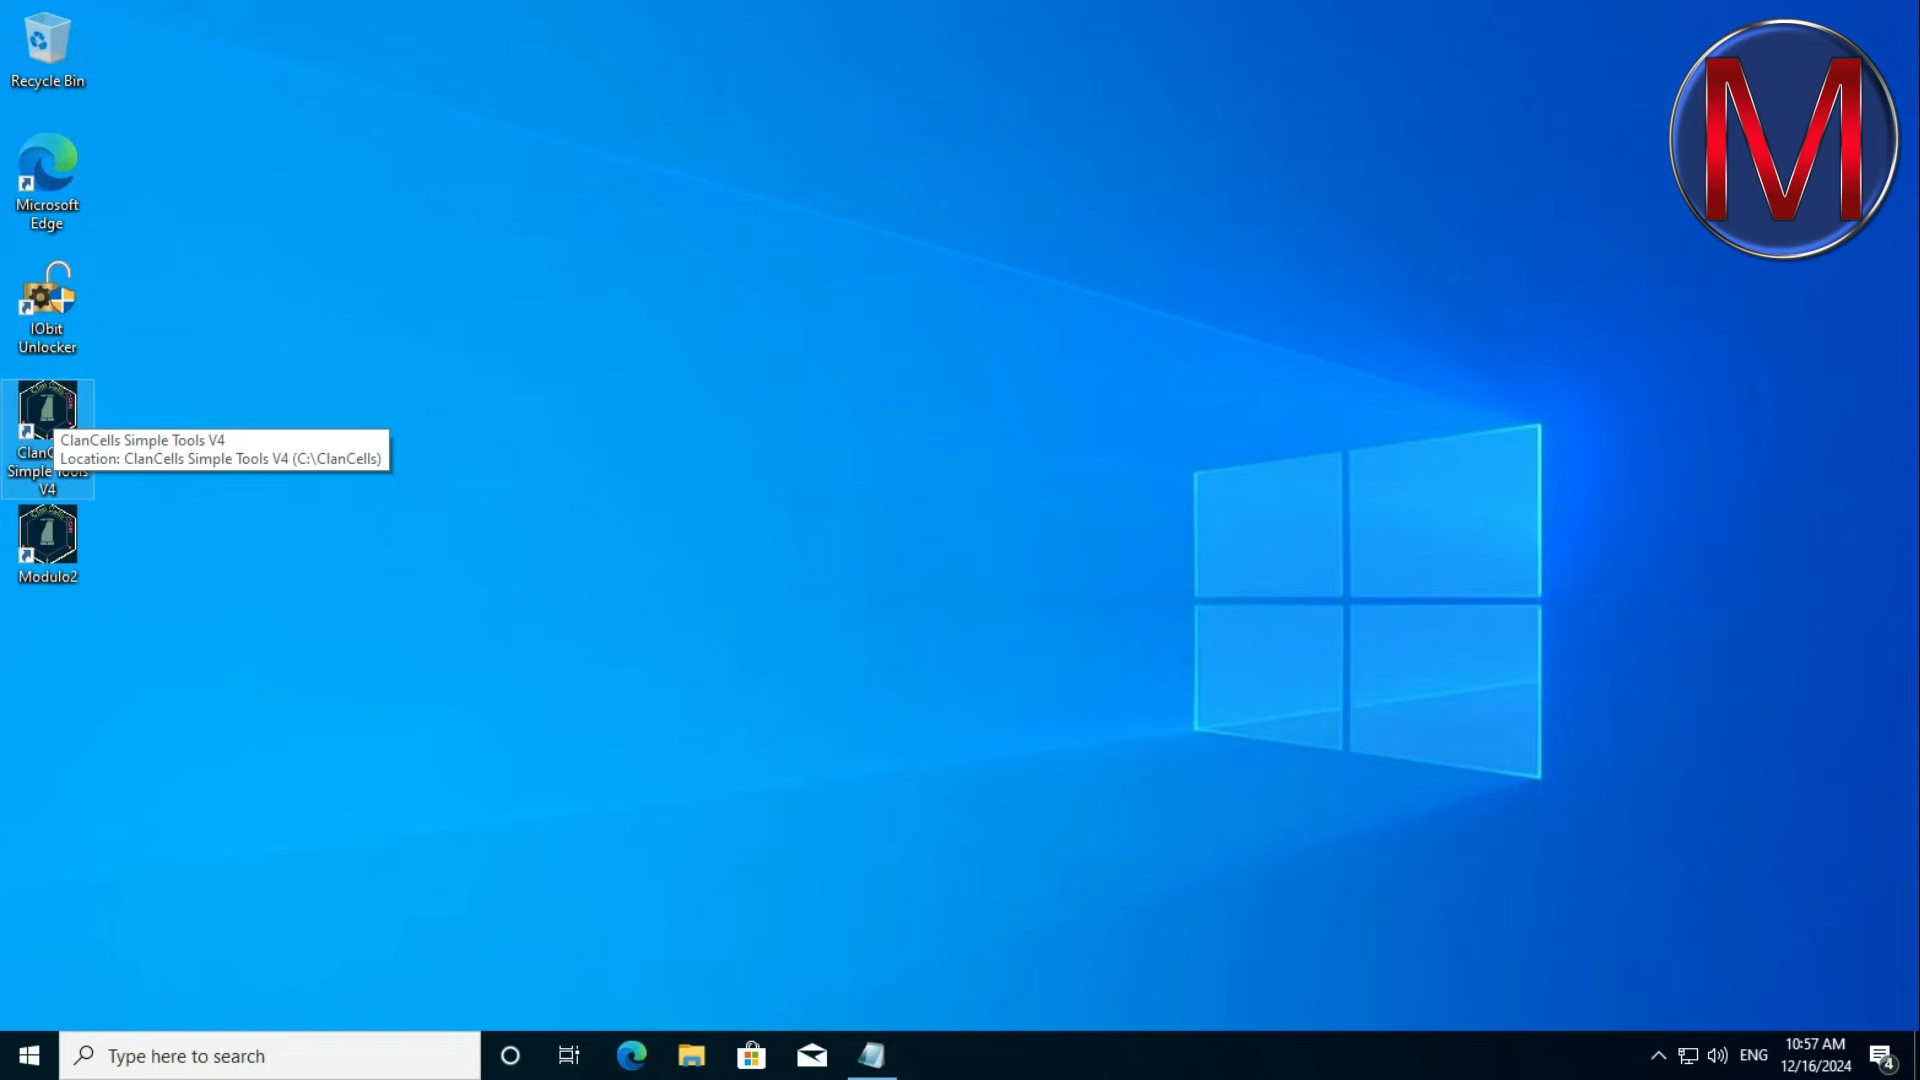 Recycle Bin
Microsoft
Edge
IObit
Unlocker
ClanCells Simple Tools V4
Location: ClanCells Simple Tools V4 (C:\ClanCells)
Simple Tools
V4
Modulo2
M
Type here to search
ENG
10:57 AM
12/16/2024
4